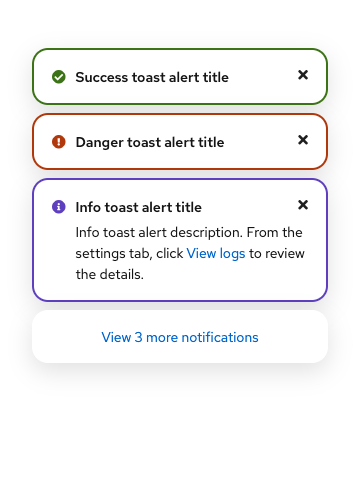 Success toast alert title
Danger toast alert title
Info toast alert title
Info toast alert description. From the
settings tab, click View logs to review
the details.
View 3 more notifications